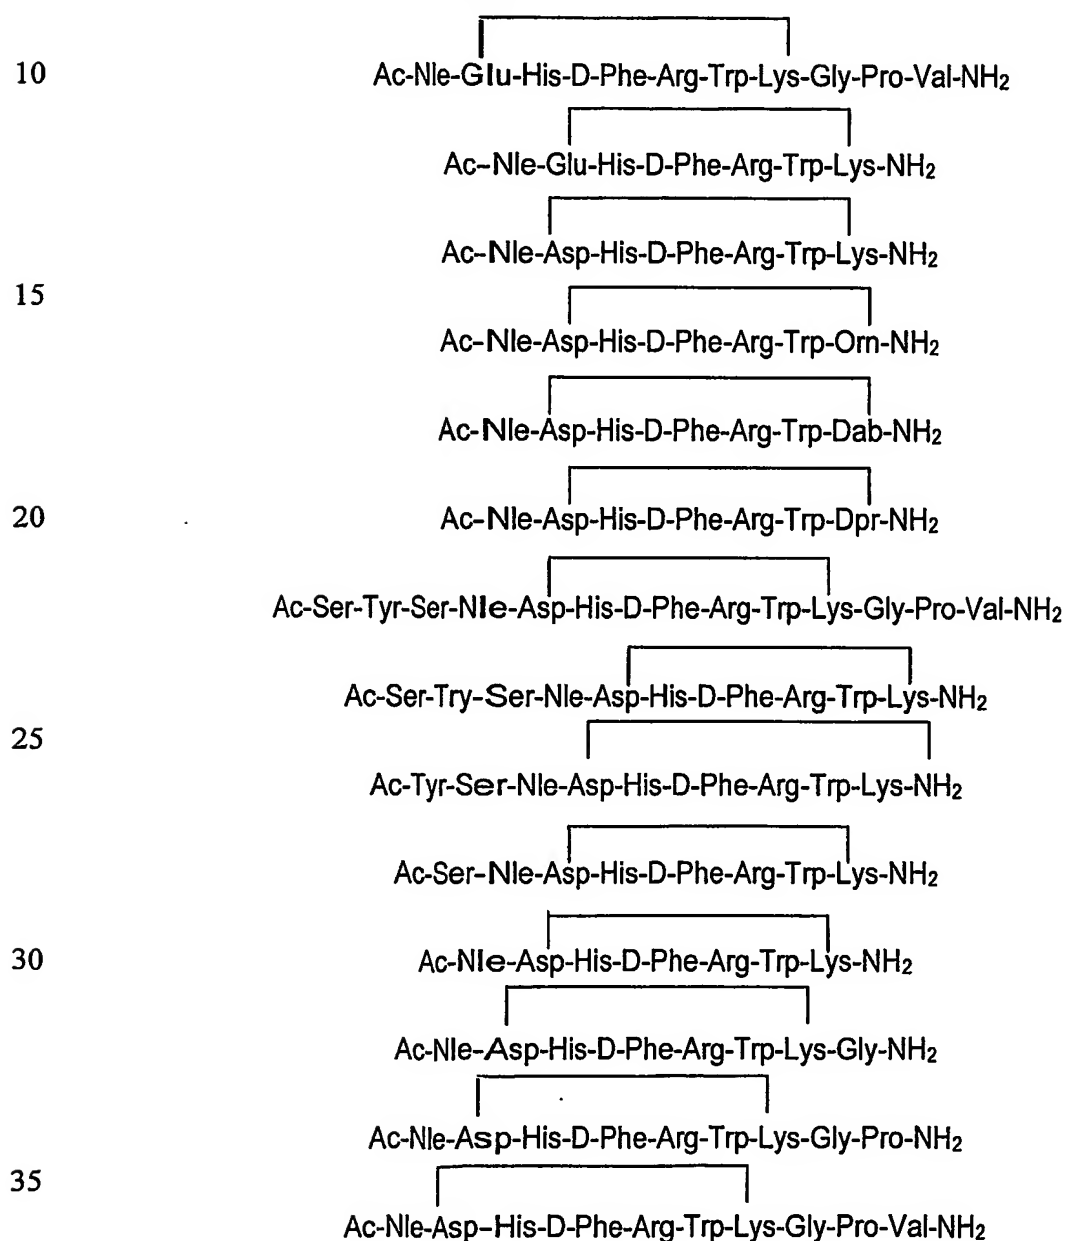 10 Ac-Nle-Glu-His-D-Phe-Arg-Trp-Lys-Gly-Pro-Val-NH2
Ac-Nle-Glu-His-D-Phe-Arg-Trp-Lys-NH2
Ac-Nle-Asp-His-D-Phe-Arg-Trp-Lys-NH2
15
Ac-Nle-Asp-His-D-Phe-Arg-Trp-Orn-NH2
Ac-Nle-Asp-His-D-Phe-Arg-Trp-Dab-NH2
20 Ac-Nle-Asp-His-D-Phe-Arg-Trp-Dpr-NH2
Ac-Ser-Tyr-Ser-Nle-Asp-His-D-Phe-Arg-Trp-Lys-Gly-Pro-Val-NH2
Ac-Ser-Try-Ser-Nle-Asp-His-D-Phe-Arg-Trp-Lys-NH2
25
Ac-Tyr-Ser-Nle-Asp-His-D-Phe-Arg-Trp-Lys-NH2
Ac-Ser-Nle-Asp-His-D-Phe-Arg-Trp-Lys-NH2
30 Ac-Nle-Asp-His-D-Phe-Arg-Trp-Lys-NH2
Ac-Nle-Asp-His-D-Phe-Arg-Trp-Lys-Gly-NH2
Ac-Nle-Asp-His-D-Phe-Arg-Trp-Lys-Gly-Pro-NH2
35
Ac-Nle-Asp-His-D-Phe-Arg-Trp-Lys-Gly-Pro-Val-NH2